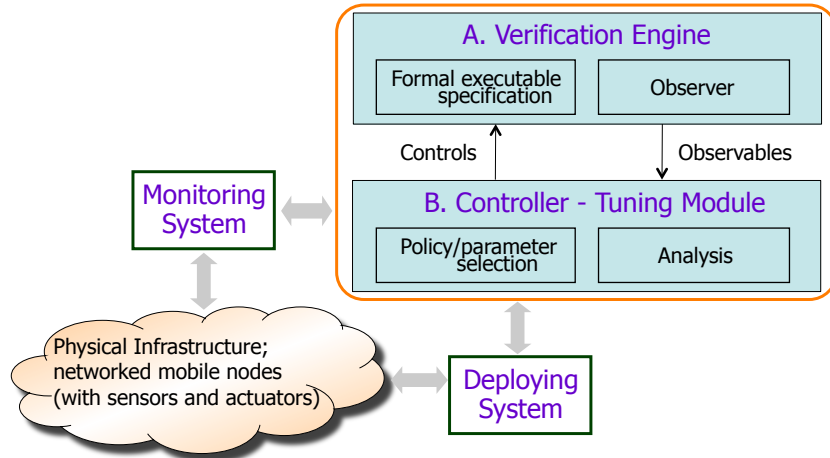 A. Verification Engine
Formal executable
specification
Observer
Controls
Observables
Monitoring
System
B. Controller - Tuning Module
Policy/parameter
selection
Analysis
Physical Infrastructure;
networked mobile nodes
(with sensors and actuators)
Deploying
System